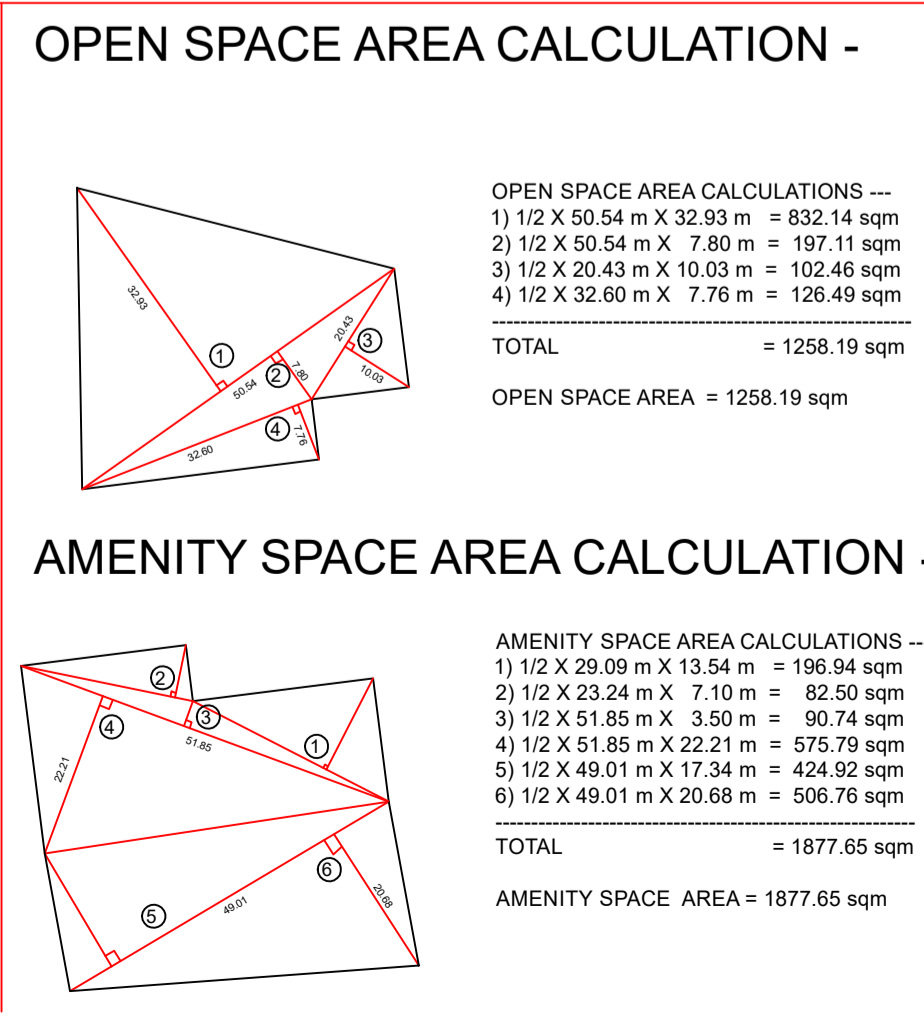 OPEN SPACE AREA CALCULATION -
OPEN SPACE AREA CALCULATIONS ---
1) 1/2 X 50.54 m X 32.93 m = 832.14 sqm
2) 1/2 X 50.54 m X 7.80 m = 197.11 sqm
3) 1/2 X 20.43 m X 10.03 m = 102.46 sqm
4) 1/2 X 32.60 m X 7.76 m = 126.49 sqm
------------------------------------------------------------
TOTAL = 1258.19 sqm
OPEN SPACE AREA = 1258.19 sqm
32.93
1
50.54
2
7.80
20.43
3
10.03
4
7.76
32.60
AMENITY SPACE AREA CALCULATION -
AMENITY SPACE AREA CALCULATIONS --
1) 1/2 X 29.09 m X 13.54 m = 196.94 sqm
2) 1/2 X 23.24 m X 7.10 m = 82.50 sqm
3) 1/2 X 51.85 m X 3.50 m = 90.74 sqm
4) 1/2 X 51.85 m X 22.21 m = 575.79 sqm
5) 1/2 X 49.01 m X 17.34 m = 424.92 sqm
6) 1/2 X 49.01 m X 20.68 m = 506.76 sqm
------------------------------------------------------------
TOTAL = 1877.65 sqm
AMENITY SPACE AREA = 1877.65 sqm
2
3
4
51.85
1
22.21
6
20.68
49.01
5